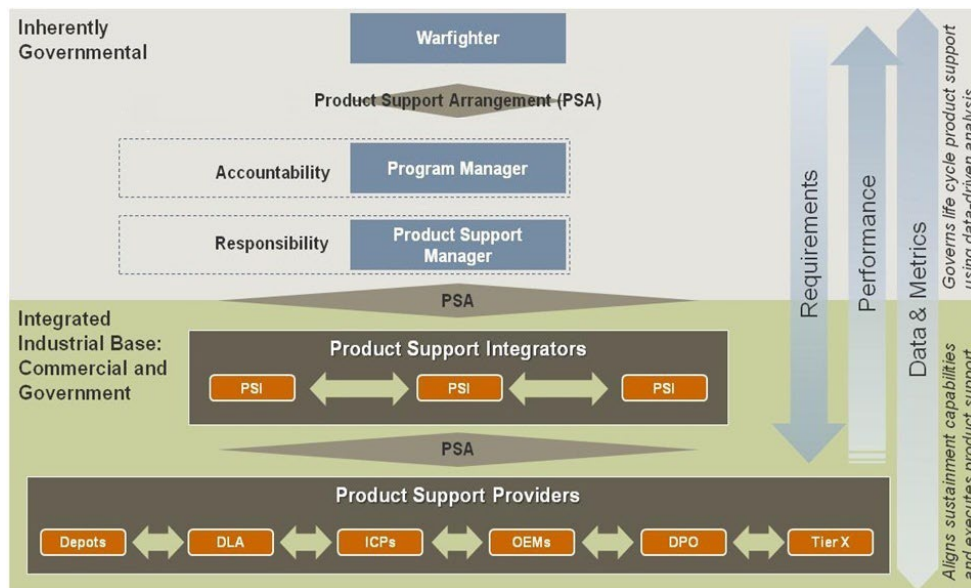 Inherently
Governmental
Warfighter
Product Support Arrangement (PSA)
Accountability
Program Manager
Responsibility
Product Support
Manager
PSA
Integrated
Industrial Base:
Commercial and
Government
Product Support Integrators
PSI
PSI
PSI
PSA
Product Support Providers
Depots
DLA
ICPs
OEMs
DPO
Tier X
Requirements
Performance
Data & Metrics
Governs life cycle product support
using data-driven analysis
Aligns sustainment capabilities
and executes product support